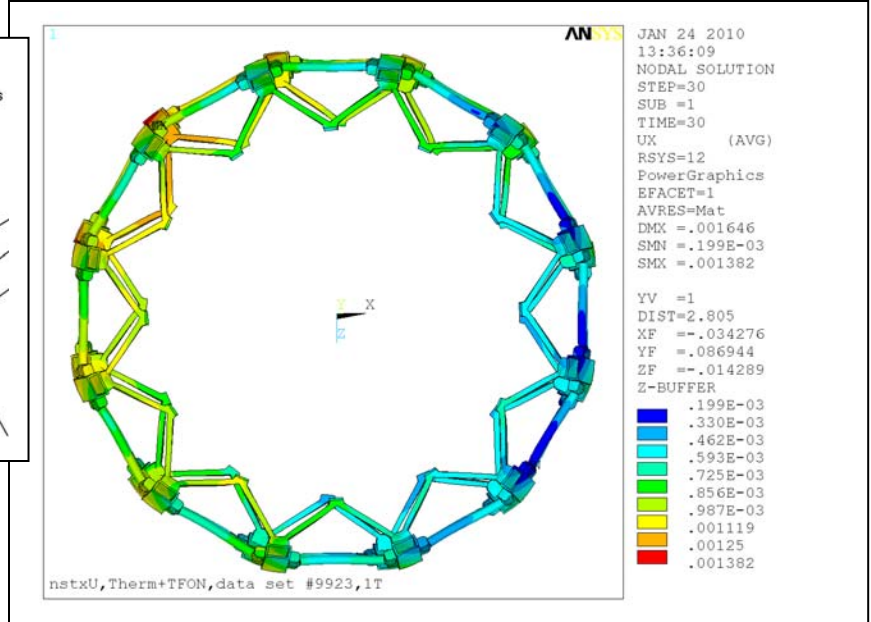 1
ANSYS
JAN 24 2010
13:36:09
NODAL SOLUTION
STEP=30
SUB =1
TIME=30
UX (AVG)
RSYS=12
PowerGraphics
EFACET=1
AVRES=Mat
DMX =.001646
SMN =.199E-03
SMX =.001382
YV =1
DIST=2.805
XF =-.034276
YF =.086944
ZF =-.014289
Z-BUFFER
.199E-03
.330E-03
.462E-03
.593E-03
.725E-03
.856E-03
.987E-03
.001119
.00125
.001382
Y X
Z
nstxU,Therm+TFON,data set #9923,1T